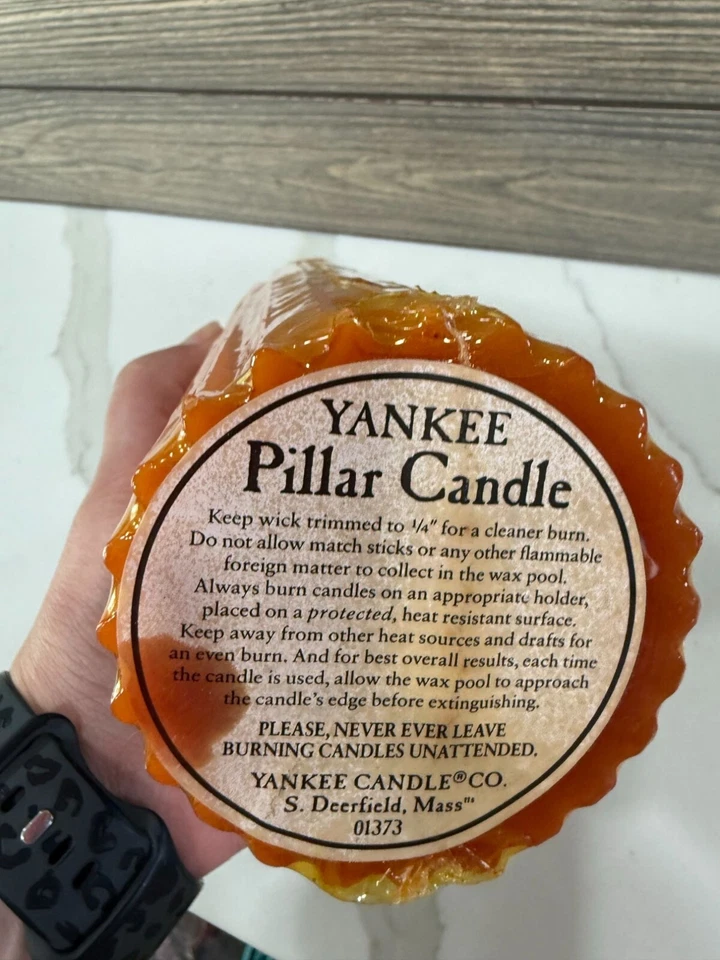 YANKEE
Pillar Candle
Keep wick trimmed to ¼" for a cleaner burn.
Do not allow match sticks or any other flammable
foreign matter to collect in the wax pool.
Always burn candles on an appropriate holder,
placed on a protected, heat resistant surface.
Keep away from other heat sources and drafts for
an even burn. And for best overall results, each time
the candle is used, allow the wax pool to approach
the candle's edge before extinguishing.
PLEASE, NEVER EVER LEAVE
BURNING CANDLES UNATTENDED.
YANKEE CANDLE® CO.
S. Deerfield, Massᵐˢ
01373